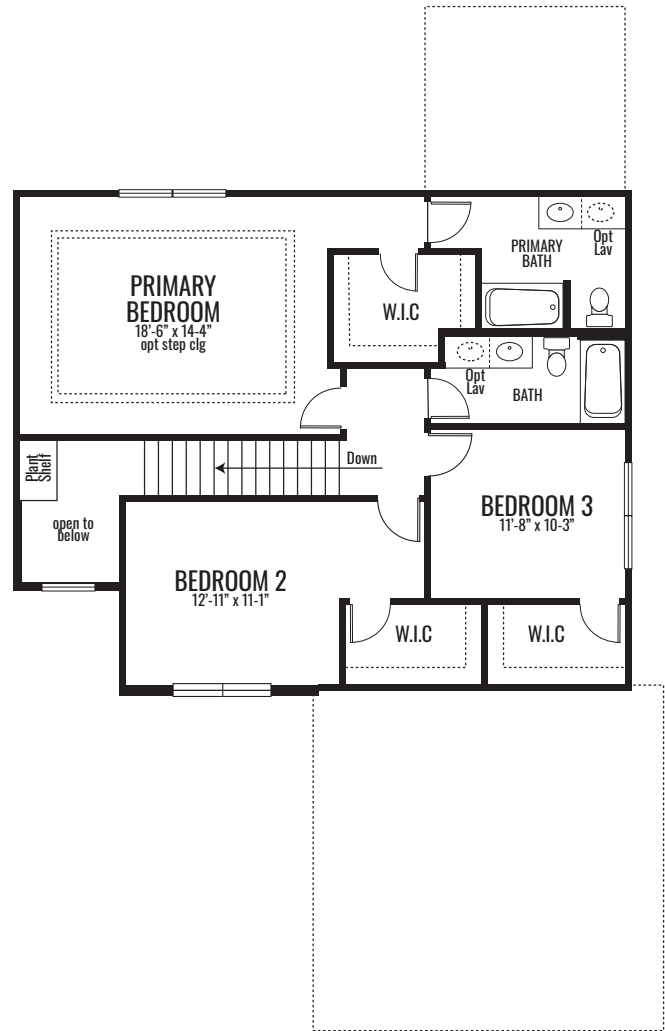 PRIMARY
BEDROOM
18’-6” x 14-4”
opt step clg
W.I.C
PRIMARY
BATH
Opt
Lav
Opt
Lav
BATH
Down
Plant
Shelf
open to
below
BEDROOM 2
12’-11” x 11-1”
BEDROOM 3
11’-8” x 10-3”
W.I.C
W.I.C